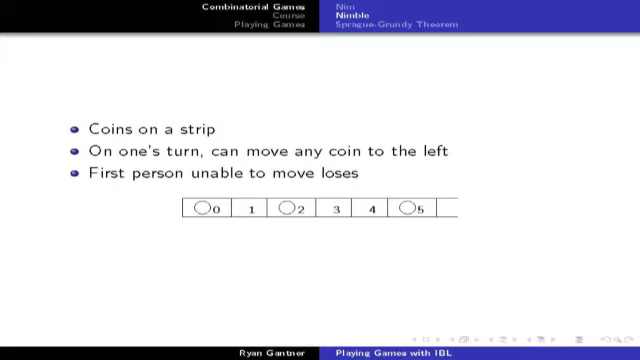 Combinatorial Games
Course
Playing Games
Nim
Nimble
Sprague-Grundy Theorem
Coins on a strip
On one's turn, can move any coin to the left
First person unable to move loses
0 1 2 3 4 5
Ryan Gantner
Playing Games with IBL